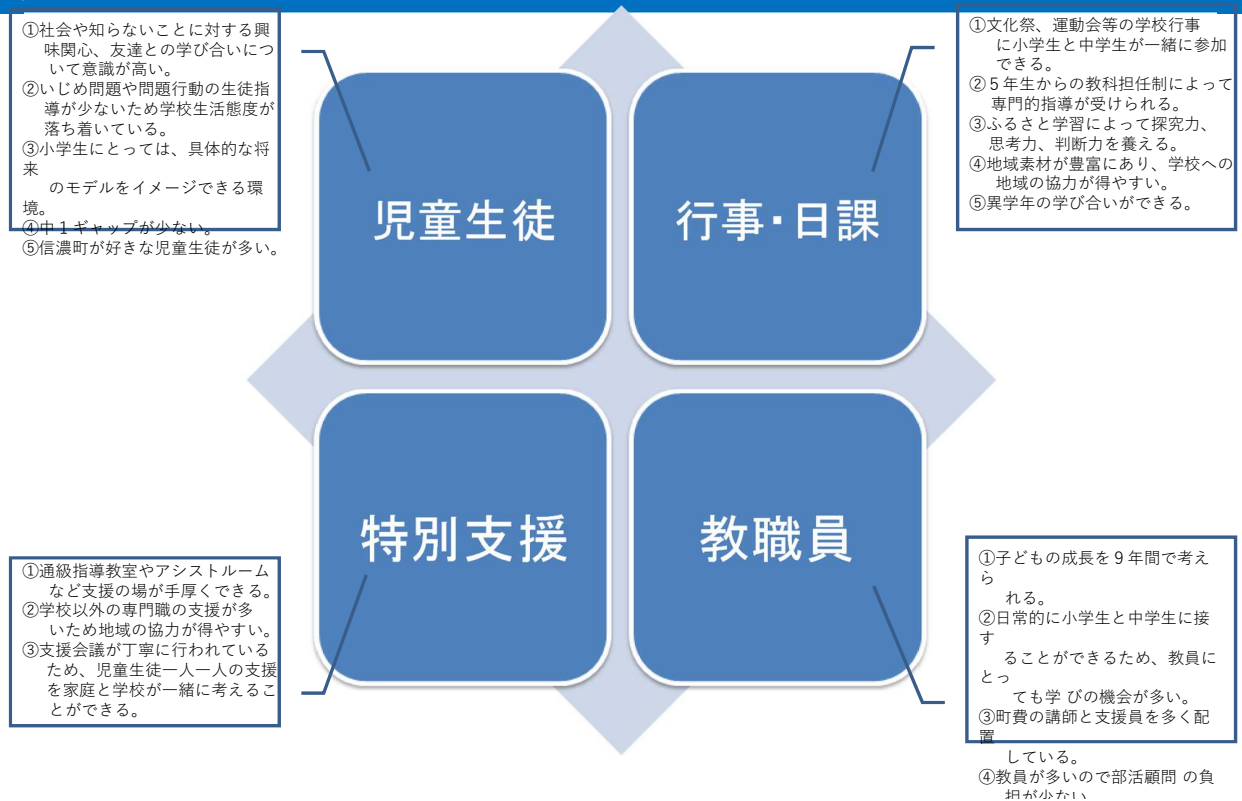 ①社会や知らないことに対する興
味関心、友達との学び合いにつ
いて意識が高い。
②いじめ問題や問題行動の生徒指
導が少ないため学校生活態度が
落ち着いている。
③小学生にとっては、具体的な将
来
のモデルをイメージできる環
境。
④中１ギャップが少ない。
⑤信濃町が好きな児童生徒が多い。
①文化祭、運動会等の学校行事
に小学生と中学生が一緒に参加
できる。
②５年生からの教科担任制によって
専門的指導が受けられる。
③ふるさと学習によって探究力、
思考力、判断力を養える。
④地域素材が豊富にあり、学校への
地域の協力が得やすい。
⑤異学年の学び合いができる。
児童生徒
行事・日課
特別支援
教職員
①通級指導教室やアシストルーム
など支援の場が手厚くできる。
②学校以外の専門職の支援が多
いため地域の協力が得やすい。
③支援会議が丁寧に行われている
ため、児童生徒一人一人の支援
を家庭と学校が一緒に考えるこ
とができる。
①子どもの成長を９年間で考え
ら
れる。
②日常的に小学生と中学生に接
す
ることができるため、教員に
とっ
ても学 びの機会が多い。
③町費の講師と支援員を多く配
置
している。
④教員が多いので部活顧問 の負
担が少ない